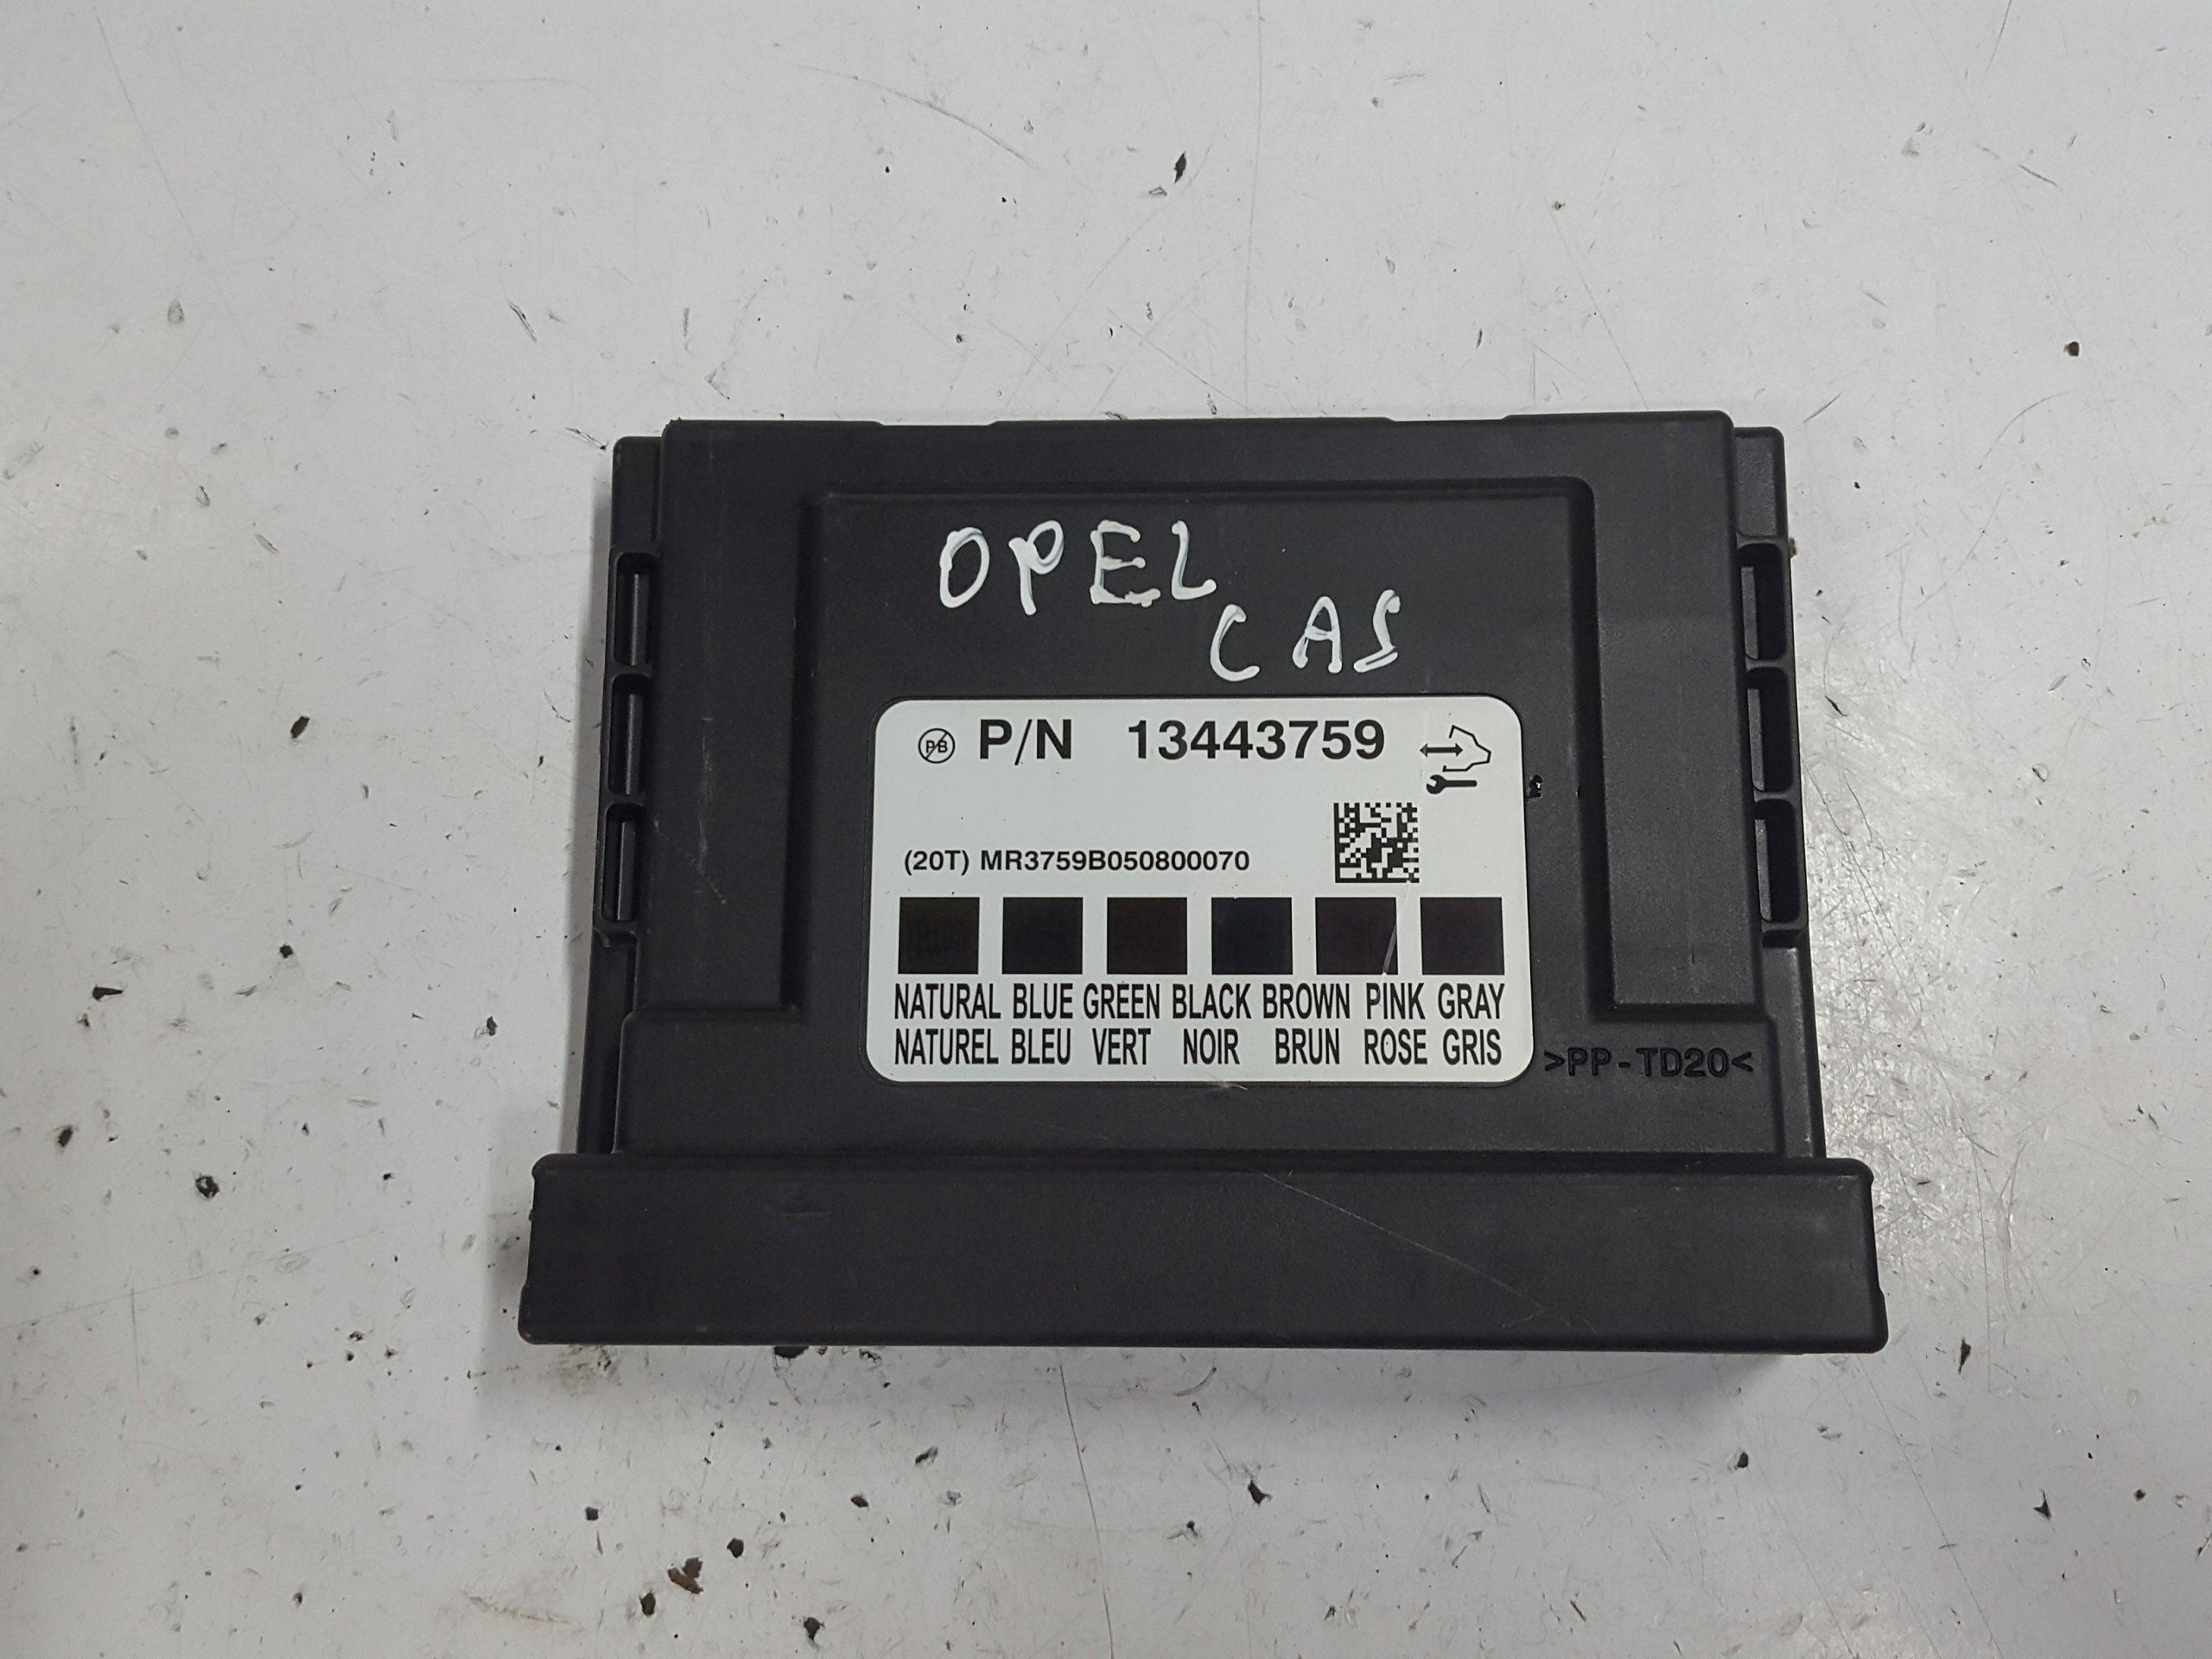 OPEL
CAS
PB P/N 13443759
(20T) MR3759B050800070
NATURAL BLUE GREEN BLACK BROWN PINK GRAY
NATUREL BLEU VERT NOIR BRUN ROSE GRIS
>PP-TD20<